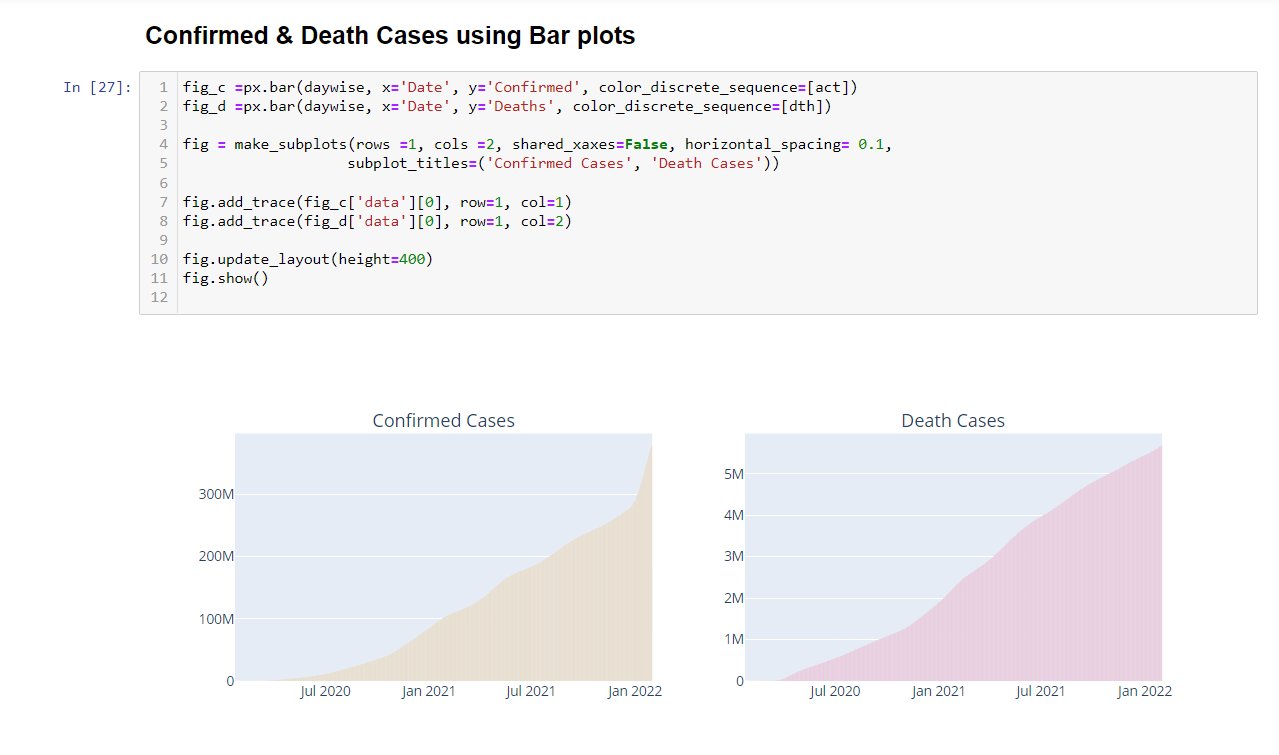 Confirmed & Death Cases using Bar plots
In [27]:
1 fig_c =px.bar(daywise, x='Date', y='Confirmed', color_discrete_sequence=[act])
2 fig_d =px.bar(daywise, x='Date', y='Deaths', color_discrete_sequence=[dth])
3
4 fig = make_subplots(rows =1, cols =2, shared_xaxes=False, horizontal_spacing= 0.1,
5                    subplot_titles=('Confirmed Cases', 'Death Cases'))
6
7 fig.add_trace(fig_c['data'][0], row=1, col=1)
8 fig.add_trace(fig_d['data'][0], row=1, col=2)
9
10 fig.update_layout(height=400)
11 fig.show()
12
Confirmed Cases
300M
200M
100M
0
Jul 2020 Jan 2021 Jul 2021 Jan 2022
Death Cases
5M
4M
3M
2M
1M
0
Jul 2020 Jan 2021 Jul 2021 Jan 2022